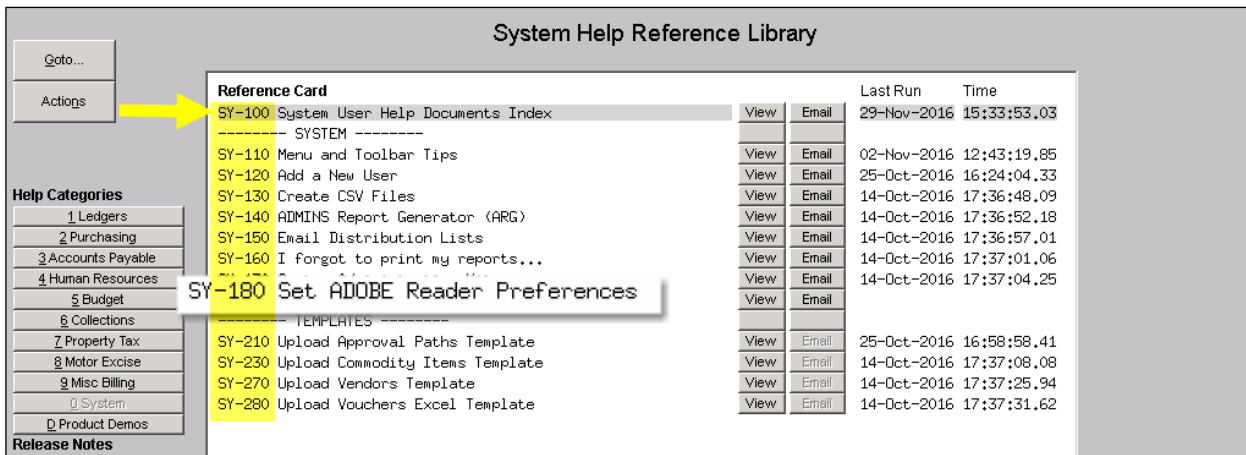 System Help Reference Library
Goto...
Actions
Reference Card Last Run Time
SY-100 System User Help Documents Index View Email 29-Nov-2016 15:33:53.03
-------- SYSTEM --------
SY-110 Menu and Toolbar Tips View Email 02-Nov-2016 12:43:19.85
SY-120 Add a New User View Email 25-Oct-2016 16:24:04.33
SY-130 Create CSV Files View Email 14-Oct-2016 17:36:48.09
SY-140 ADMINS Report Generator (ARG) View Email 14-Oct-2016 17:36:52.18
SY-150 Email Distribution Lists View Email 14-Oct-2016 17:36:57.01
SY-160 I forgot to print my reports... View Email 14-Oct-2016 17:37:01.06
View Email 14-Oct-2016 17:37:04.25
SY-180 Set ADOBE Reader Preferences View Email
-------- TEMPLATES --------
SY-210 Upload Approval Paths Template View Email 25-Oct-2016 16:58:58.41
SY-230 Upload Commodity Items Template View Email 14-Oct-2016 17:37:08.08
SY-270 Upload Vendors Template View Email 14-Oct-2016 17:37:25.94
SY-280 Upload Vouchers Excel Template View Email 14-Oct-2016 17:37:31.62
Help Categories
1 Ledgers
2 Purchasing
3 Accounts Payable
4 Human Resources
5 Budget
6 Collections
7 Property Tax
8 Motor Excise
9 Misc Billing
0 System
D Product Demos
Release Notes